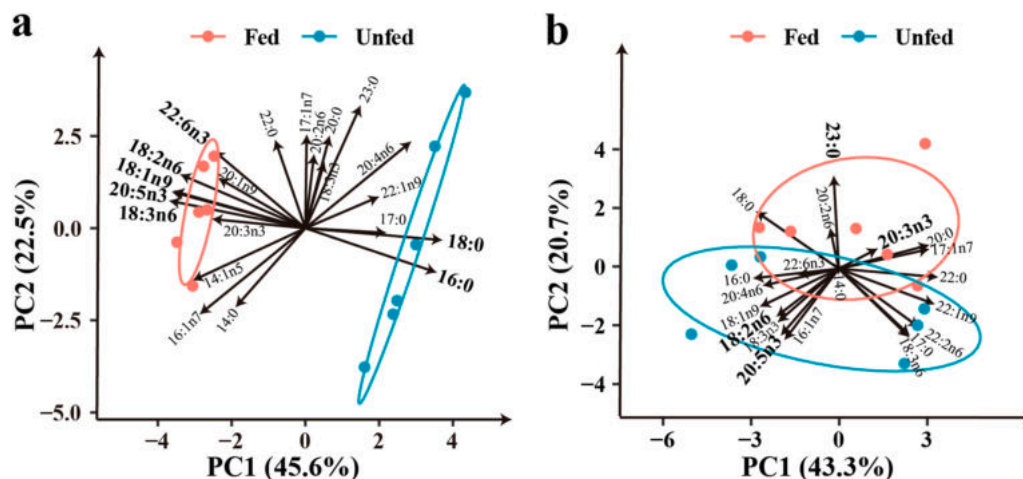 a
Fed Unfed
PC2 (22.5%)
2.5
0.0
−2.5
−5.0
−4 −2 0 2 4
PC1 (45.6%)
22:6n3
18:2n6
18:1n9
20:5n3
18:3n6
20:1n9
20:3n3
14:1n5
16:1n7
14:0
22:0
17:1n7
20:2n6
20:0
18:3n3
23:0
20:4n6
22:1n9
17:0
18:0
16:0
b
Fed Unfed
PC2 (20.7%)
4
2
0
−2
−4
−6 −3 0 3
PC1 (43.3%)
23:0
18:0
20:2n6
20:3n3
20:0
17:1n7
22:0
22:1n9
22:2n6
17:0
18:3n6
22:6n3
16:0
20:4n6
14:0
18:1n9
18:2n6
18:3n3
20:5n3
16:1n7